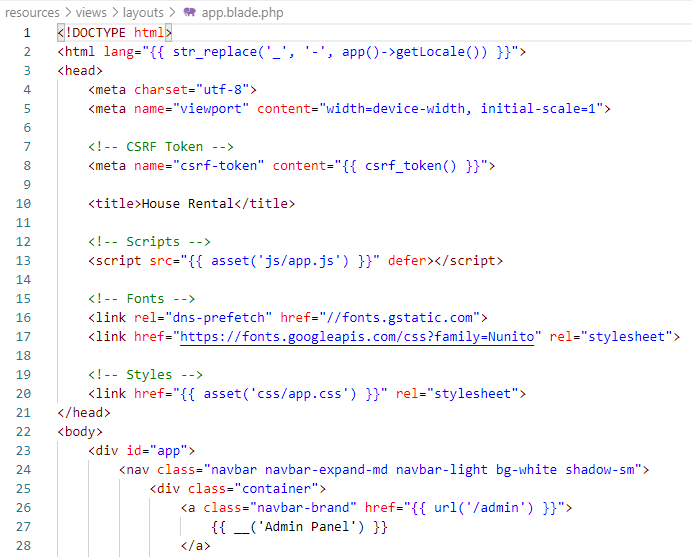 resources > views > layouts > app.blade.php
1 <!DOCTYPE html>
2 <html lang="{{ str_replace('_', '-', app()->getLocale()) }}">
3 <head>
4     <meta charset="utf-8">
5     <meta name="viewport" content="width=device-width, initial-scale=1">
6
7     <!-- CSRF Token -->
8     <meta name="csrf-token" content="{{ csrf_token() }}">
9
10     <title>House Rental</title>
11
12     <!-- Scripts -->
13     <script src="{{ asset('js/app.js') }}" defer></script>
14
15     <!-- Fonts -->
16     <link rel="dns-prefetch" href="//fonts.gstatic.com">
17     <link href="https://fonts.googleapis.com/css?family=Nunito" rel="stylesheet">
18
19     <!-- Styles -->
20     <link href="{{ asset('css/app.css') }}" rel="stylesheet">
21 </head>
22 <body>
23     <div id="app">
24         <nav class="navbar navbar-expand-md navbar-light bg-white shadow-sm">
25             <div class="container">
26                 <a class="navbar-brand" href="{{ url('/admin') }}">
27                     {{ __('Admin Panel') }}
28                 </a>